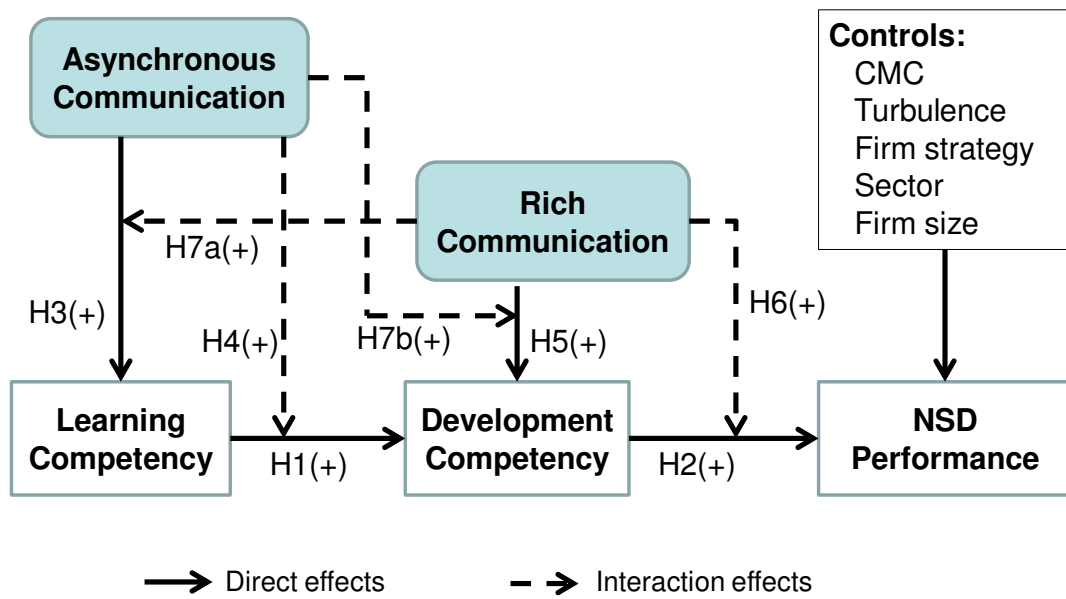 Asynchronous
Communication
Controls:
CMC
Turbulence
Firm strategy
Sector
Firm size
Rich
Communication
H7a(+)
H3(+)
H4(+)
H7b(+)
H5(+)
H6(+)
Learning
Competency
Development
Competency
NSD
Performance
H1(+)
H2(+)
Direct effects
Interaction effects